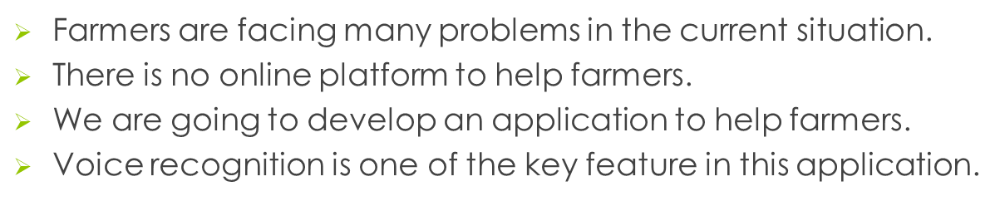 Farmers are facing many problems in the current situation.
There is no online platform to help farmers.
We are going to develop an application to help farmers.
Voice recognition is one of the key feature in this application.